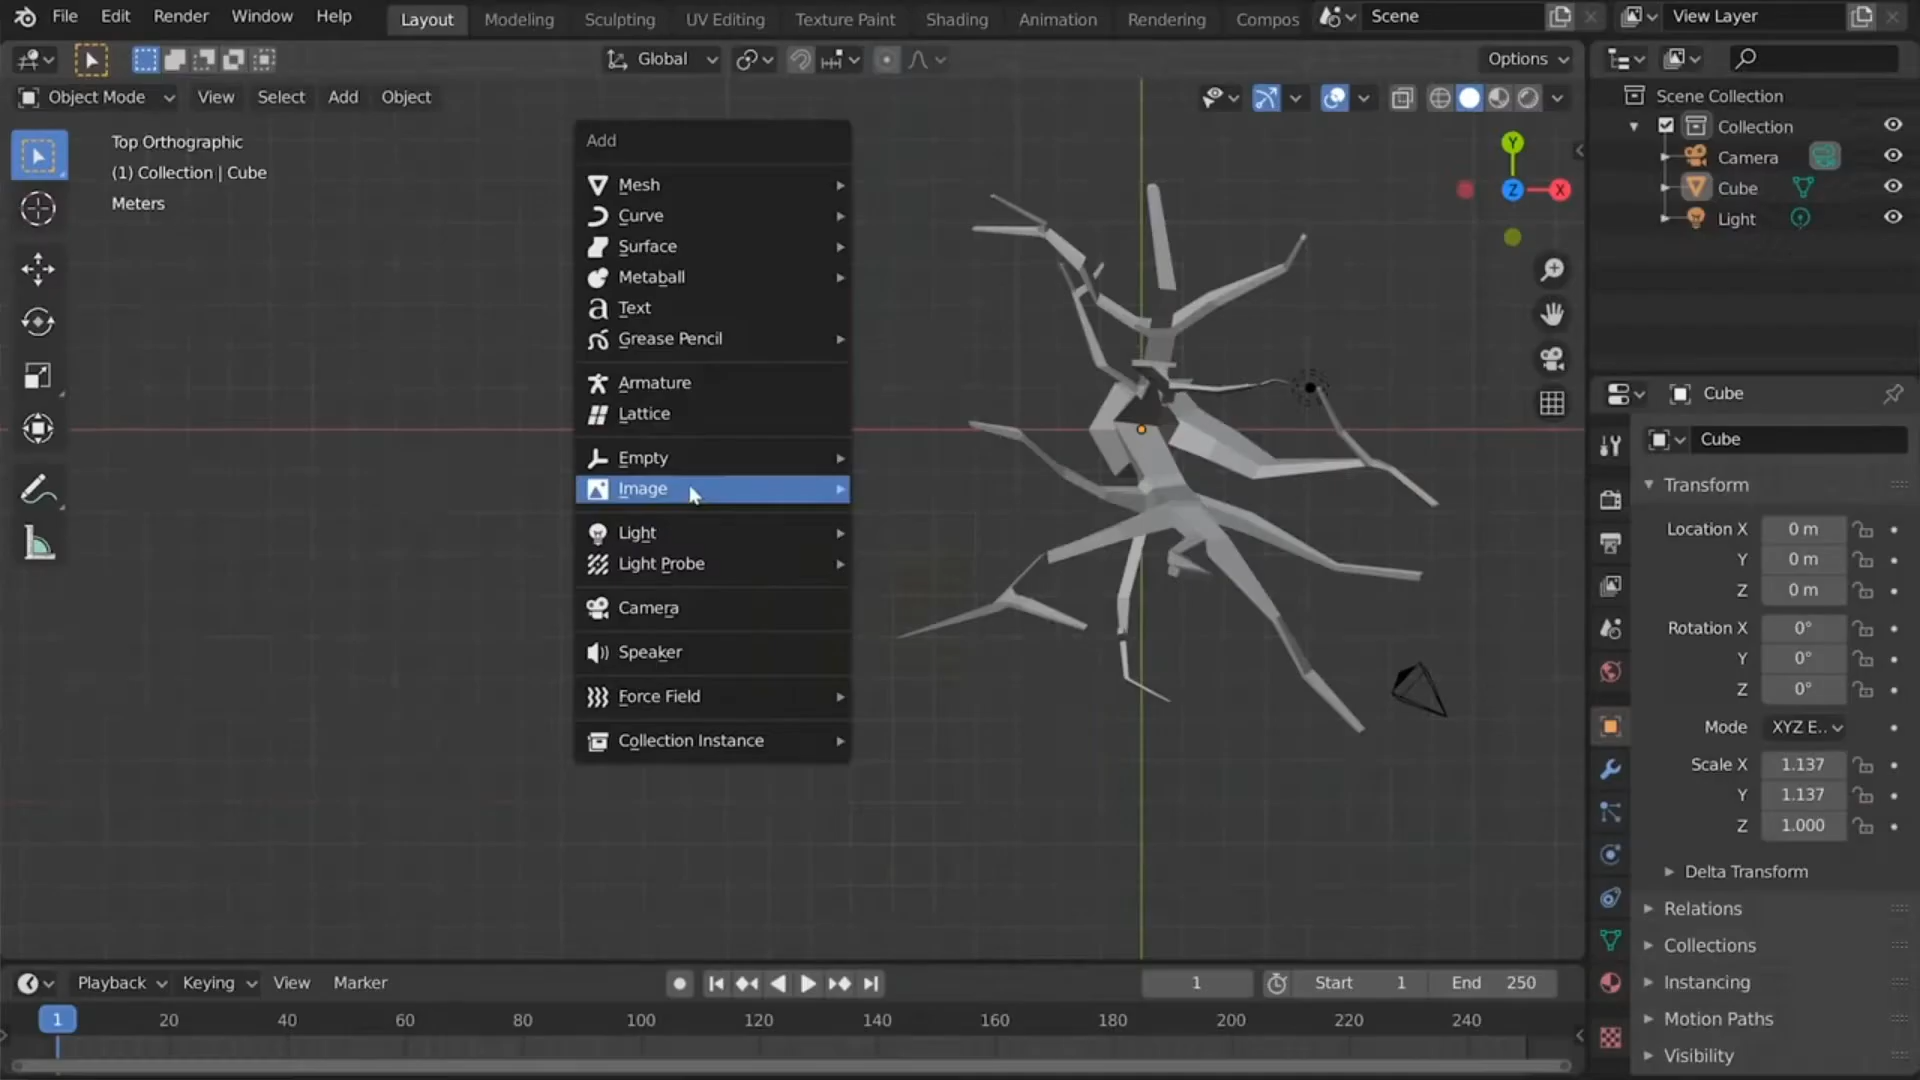 File Edit Render Window Help Layout Modeling Sculpting UV Editing Texture Paint Shading Animation Rendering Compos Scene View Layer
Global Options
Object Mode View Select Add Object
Top Orthographic
(1) Collection | Cube
Meters
Add
Mesh
Curve
Surface
Metaball
Text
Grease Pencil
Armature
Lattice
Empty
Image
Light
Light Probe
Camera
Speaker
Force Field
Collection Instance
Y
Z
X
Scene Collection
Collection
Camera
Cube
Light
Cube
Cube
Transform
Location X 0 m
Y 0 m
Z 0 m
Rotation X 0°
Y 0°
Z 0°
Mode XYZ E..
Scale X 1.137
Y 1.137
Z 1.000
Delta Transform
Relations
Collections
Instancing
Motion Paths
Visibility
Playback Keying View Marker 1 Start 1 End 250
1 20 40 60 80 100 120 140 160 180 200 220 240